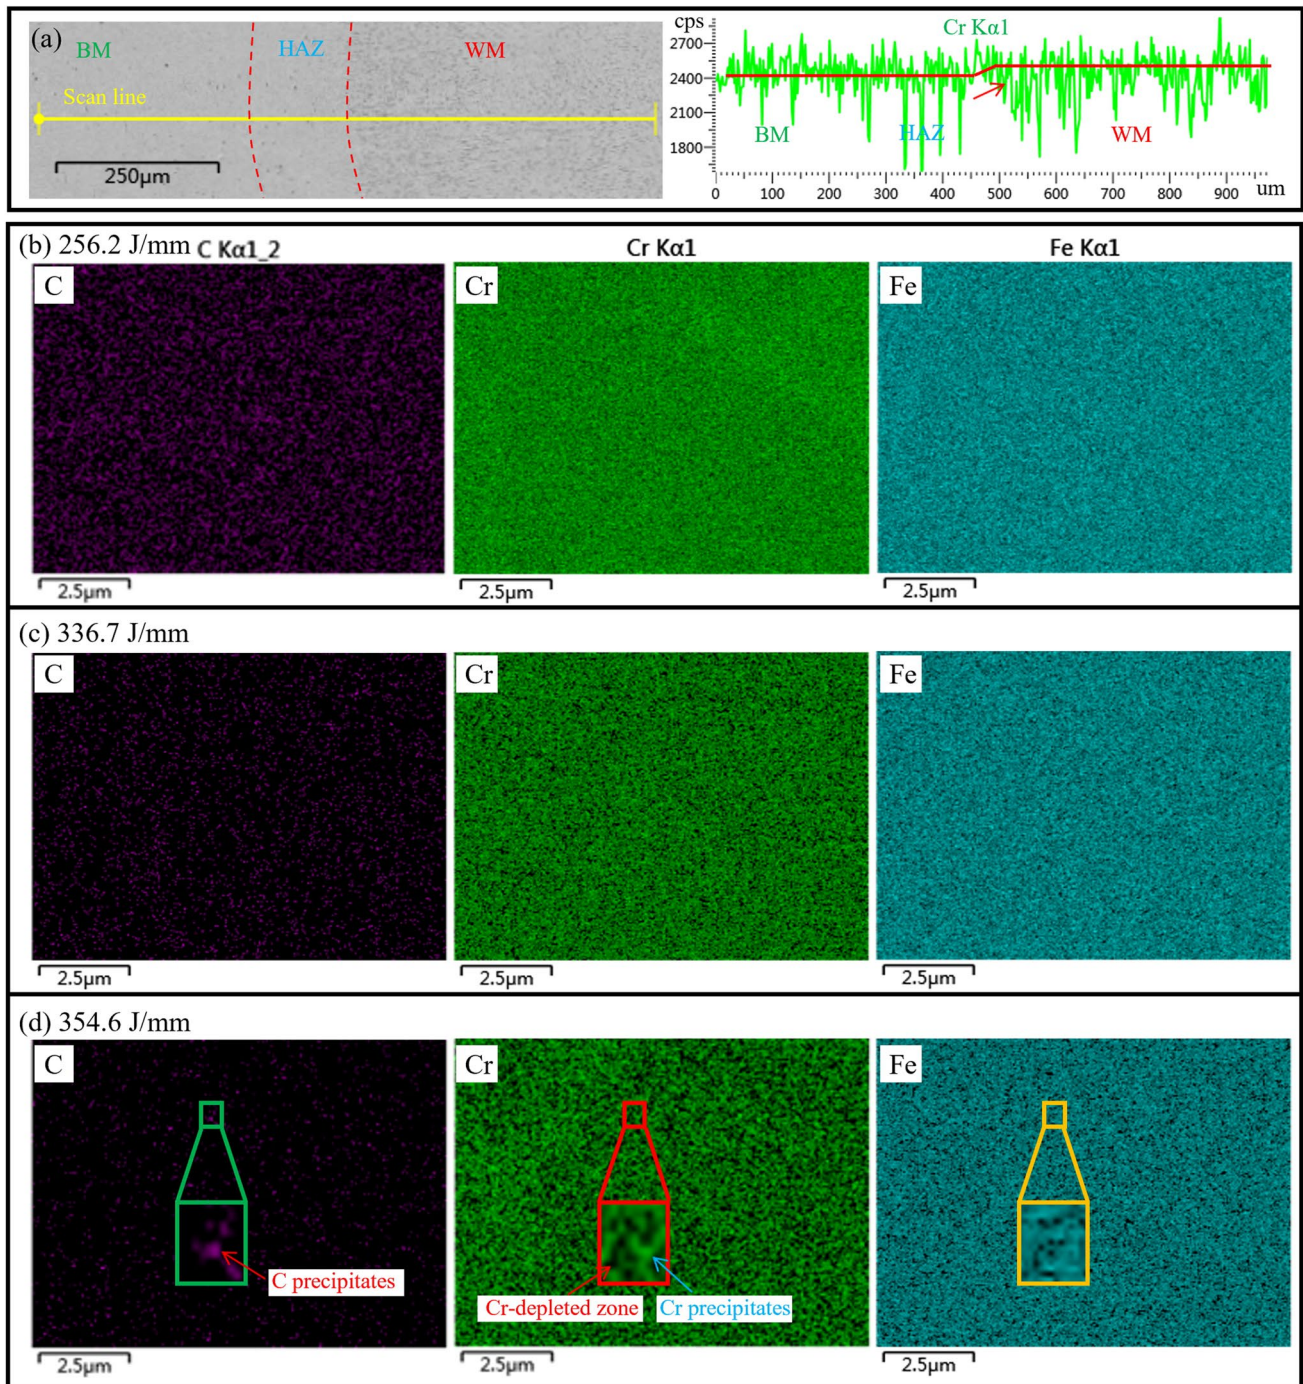 (a)
BM HAZ WM
Scan line
250μm
cps
Cr Kα1
2700
2400
2100
1800
BM HAZ WM
0 100 200 300 400 500 600 700 800 900 um
(b) 256.2 J/mm C Kα1_2 Cr Kα1 Fe Kα1
C Cr Fe
2.5μm 2.5μm 2.5μm
(c) 336.7 J/mm
C Cr Fe
2.5μm 2.5μm 2.5μm
(d) 354.6 J/mm
C Cr Fe
C precipitates
Cr-depleted zone Cr precipitates
2.5μm 2.5μm 2.5μm